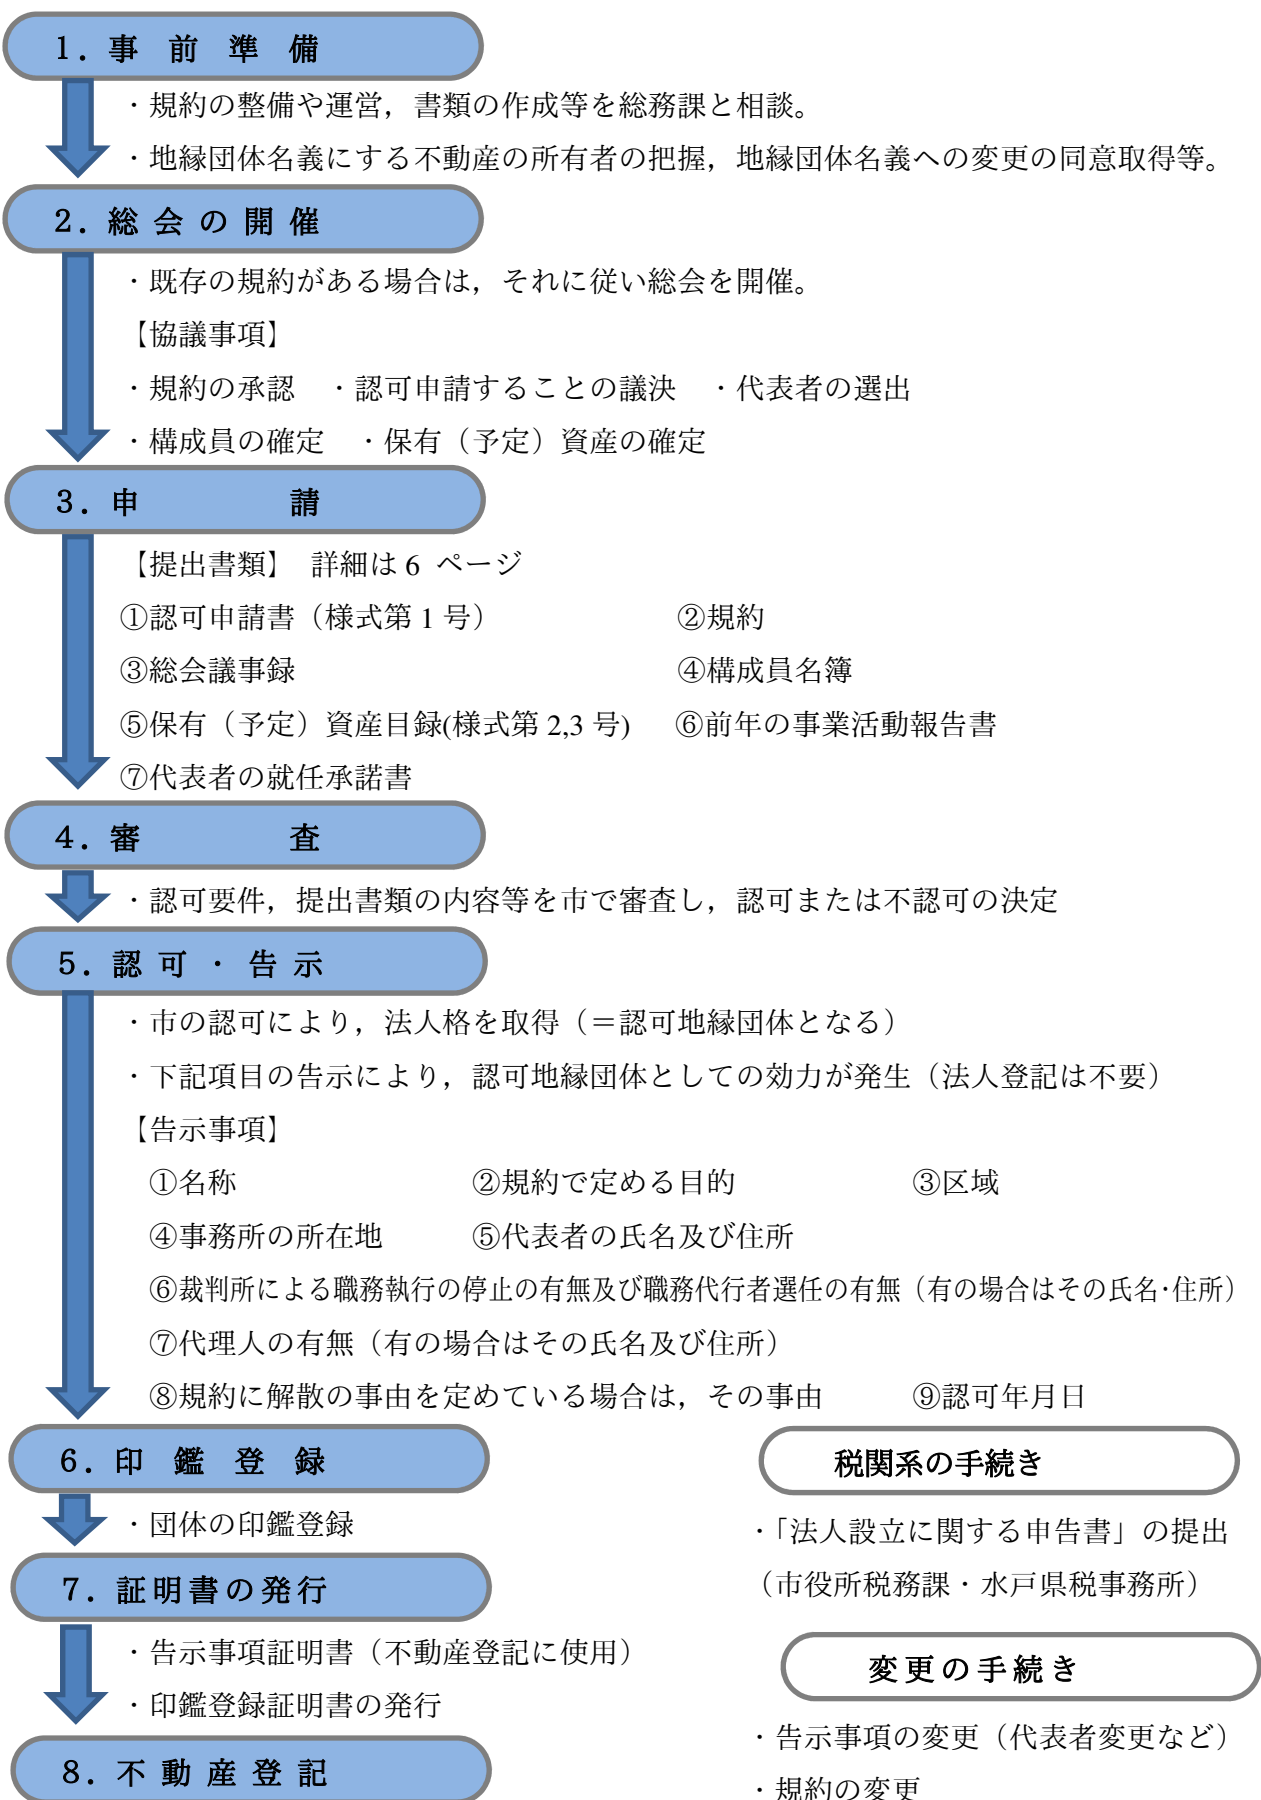 1．事前準備
・規約の整備や運営，書類の作成等を総務課と相談。
・地縁団体名義にする不動産の所有者の把握，地縁団体名義への変更の同意取得等。
2．総会の開催
・既存の規約がある場合は，それに従い総会を開催。
【協議事項】
・規約の承認　・認可申請することの議決　・代表者の選出
・構成員の確定　・保有（予定）資産の確定
3．申　　請
【提出書類】 詳細は 6 ページ
①認可申請書（様式第 1 号）　②規約
③総会議事録　④構成員名簿
⑤保有（予定）資産目録(様式第 2,3 号)　⑥前年の事業活動報告書
⑦代表者の就任承諾書
4．審　　査
・認可要件，提出書類の内容等を市で審査し，認可または不認可の決定
5．認可・告示
・市の認可により，法人格を取得（＝認可地縁団体となる）
・下記項目の告示により，認可地縁団体としての効力が発生（法人登記は不要）
【告示事項】
①名称　②規約で定める目的　③区域
④事務所の所在地　⑤代表者の氏名及び住所
⑥裁判所による職務執行の停止の有無及び職務代行者選任の有無（有の場合はその氏名・住所）
⑦代理人の有無（有の場合はその氏名及び住所）
⑧規約に解散の事由を定めている場合は，その事由　⑨認可年月日
6．印鑑登録
・団体の印鑑登録
7．証明書の発行
・告示事項証明書（不動産登記に使用）
・印鑑登録証明書の発行
8．不動産登記
税関系の手続き
・「法人設立に関する申告書」の提出
（市役所税務課・水戸県税事務所）
変更の手続き
・告示事項の変更（代表者変更など）
・規約の変更